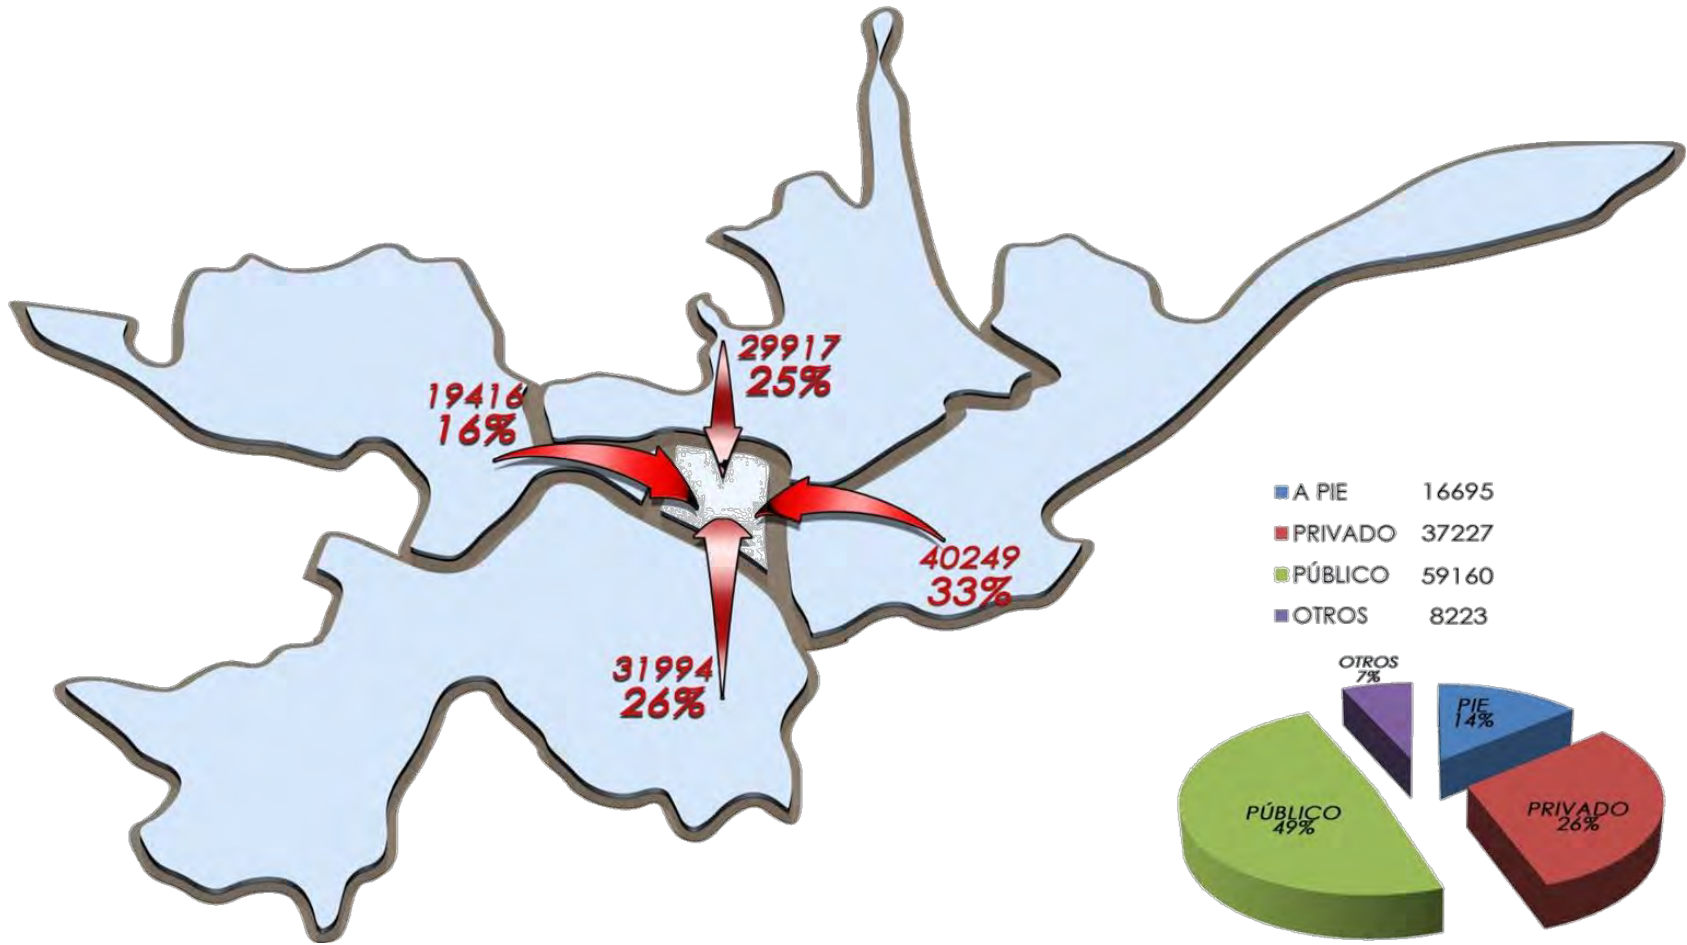 29917
25%
19416
16%
40249
33%
31994
26%
A PIE 16695
PRIVADO 37227
PÚBLICO 59160
OTROS 8223
OTROS
7%
PIE
14%
PÚBLICO
49%
PRIVADO
26%